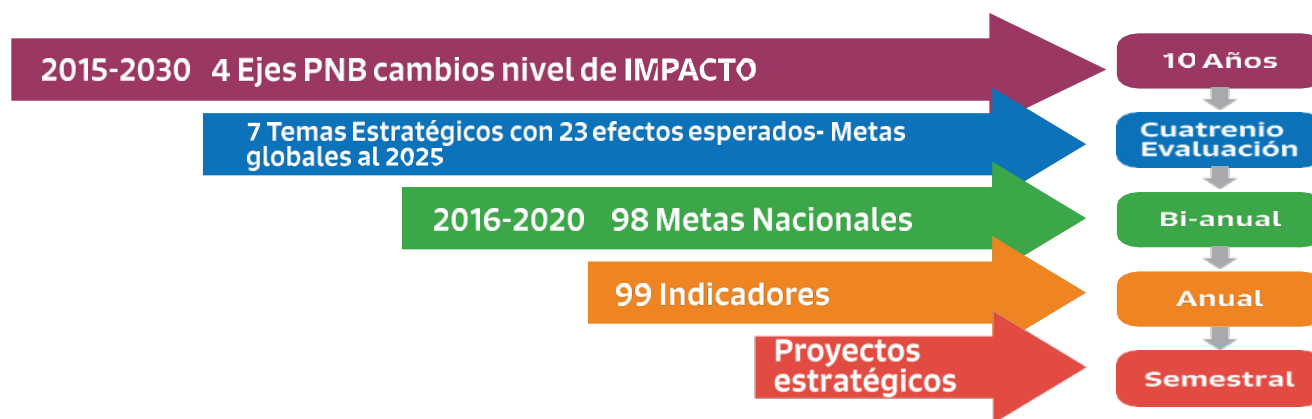 2015-2030 4 Ejes PNB cambios nivel de IMPACTO
10 Años
7 Temas Estratégicos con 23 efectos esperados- Metas
globales al 2025
Cuatrenio
Evaluación
2016-2020 98 Metas Nacionales
Bi-anual
99 Indicadores
Anual
Proyectos
estratégicos
Semestral